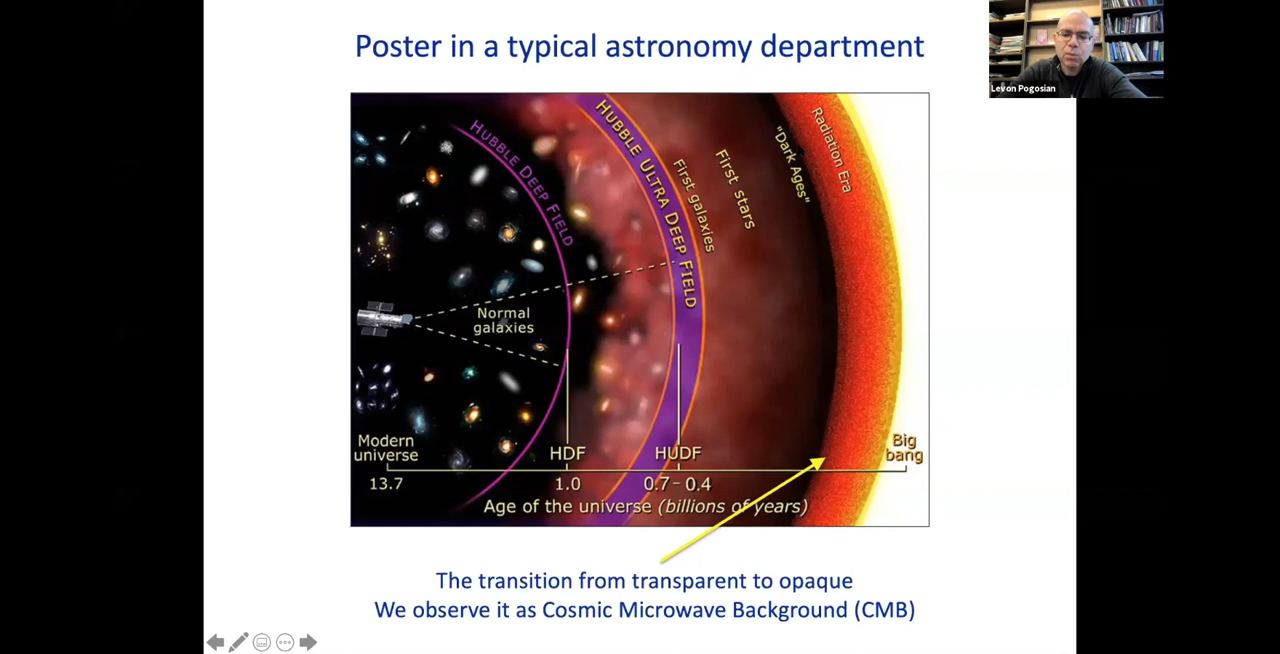 Poster in a typical astronomy department
Levon Pogosian
HUBBLE DEEP FIELD
HUBBLE ULTRA DEEP FIELD
First galaxies
First stars
"Dark Ages"
Radiation Era
Normal
galaxies
Modern
universe
HDF
HUDF
Big
bang
13.7
1.0
0.7 - 0.4
Age of the universe (billions of years)
The transition from transparent to opaque
We observe it as Cosmic Microwave Background (CMB)